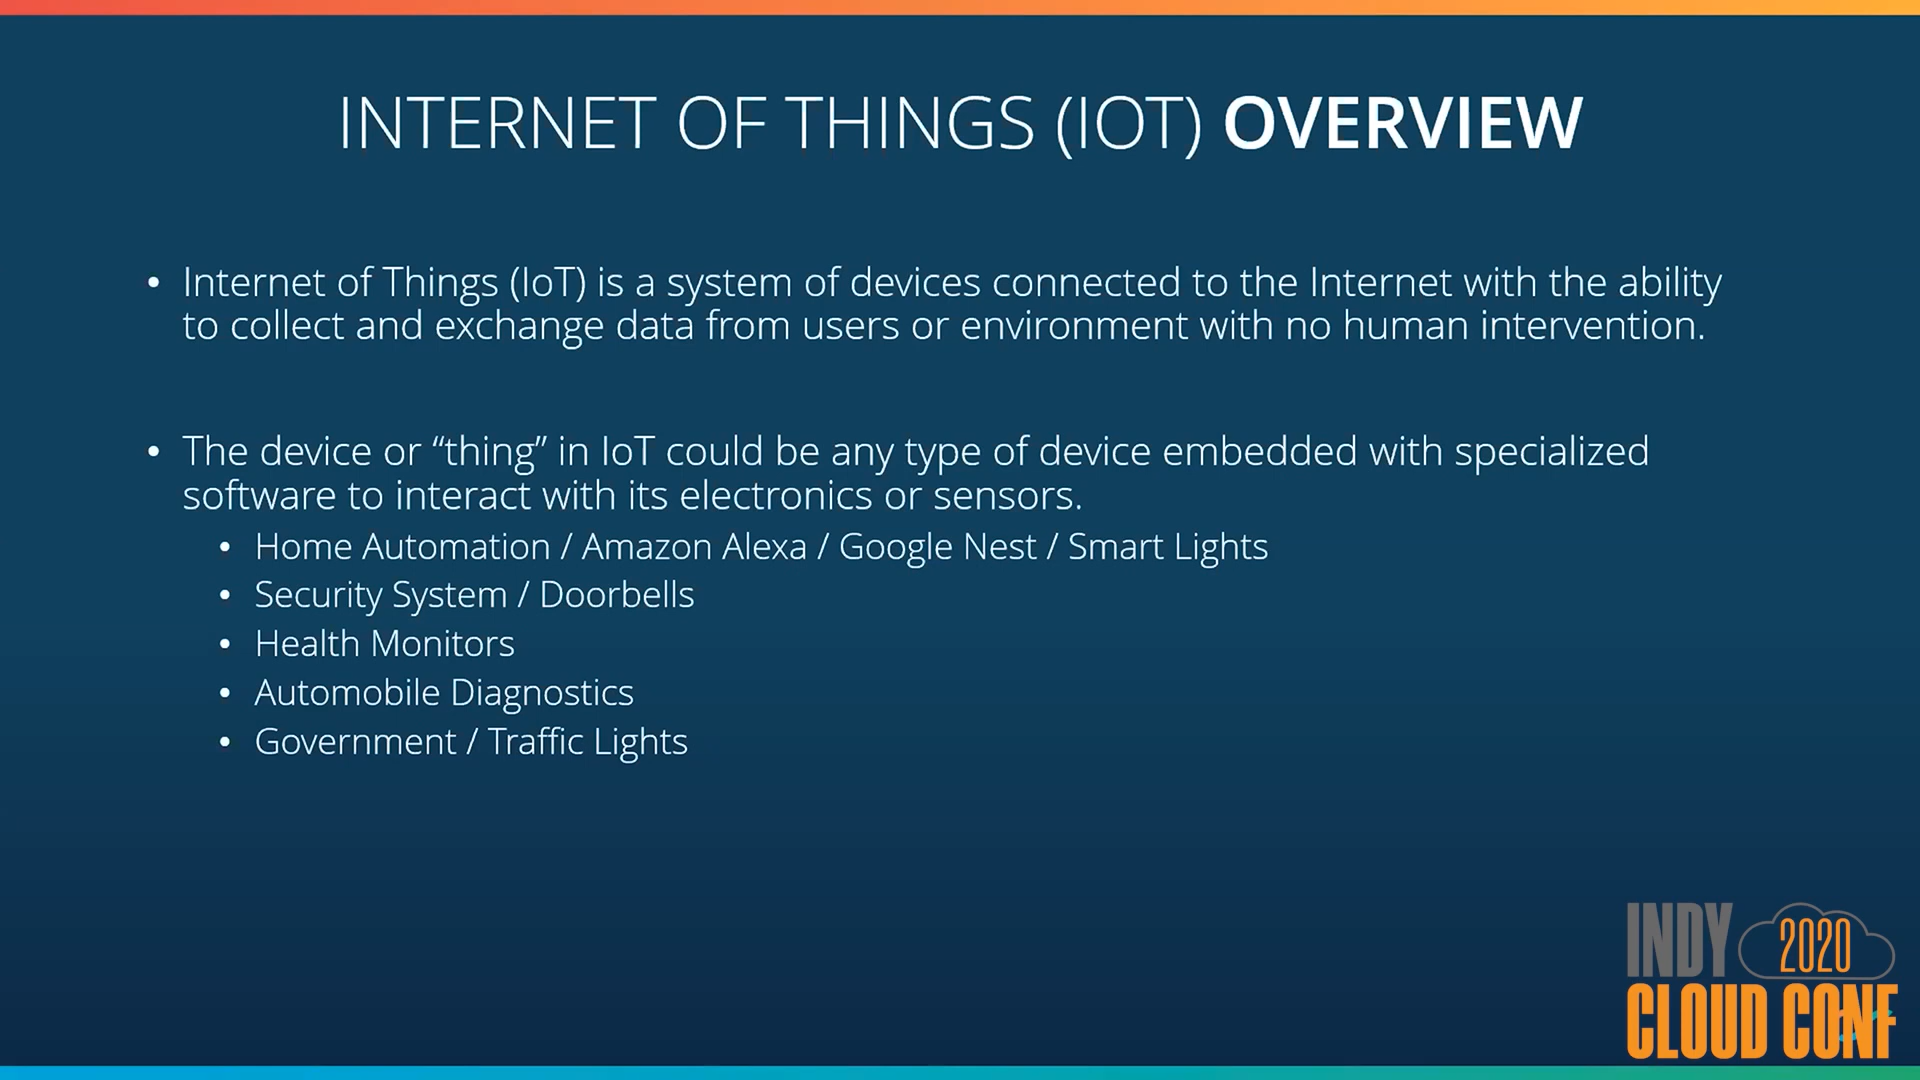 INTERNET OF THINGS (IOT) OVERVIEW
• Internet of Things (IoT) is a system of devices connected to the Internet with the ability
to collect and exchange data from users or environment with no human intervention.
• The device or “thing” in IoT could be any type of device embedded with specialized
software to interact with its electronics or sensors.
• Home Automation / Amazon Alexa / Google Nest / Smart Lights
• Security System / Doorbells
• Health Monitors
• Automobile Diagnostics
• Government / Traffic Lights
INDY 2020
CLOUD CONF